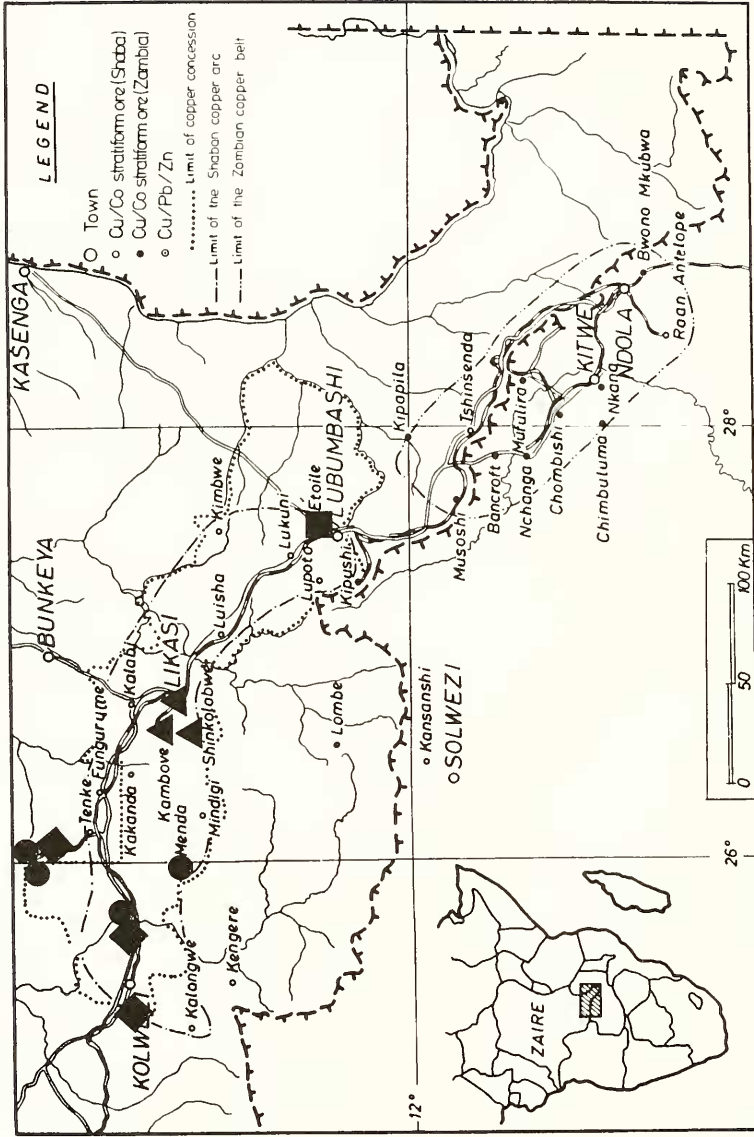 LEGEND
Town
Cu/Co stratiform ore (Shaba)
Cu/Co stratiform ore (Zambia)
Cu/Pb/Zn
Limit of copper concession
Limit of the Shaban copper arc
Limit of the Zambian copper belt
KASENGA
BUNKEYA
Kimbwe
Lukuni
Etoile
LUBUMBASHI
Lupoto
Kipushi
Luisha
LIKASI
Kalabi
Fungurume
Tenke
Kakanda
Kambove
Shinkolobwe
Menda
Mindigi
KOLWEZI
Kalangwe
Kengere
Lombe
Kansanshi
SOLWEZI
Kipapila
Tshinsenda
Musoshi
Bancroft
Mufulira
Nchanga
Chombishi
Chimbuluma
Nkana
KITWE
NDOLA
Bwono Mkubwa
Roan Antelope
12°
26°
28°
0 50 100 Km
ZAIRE